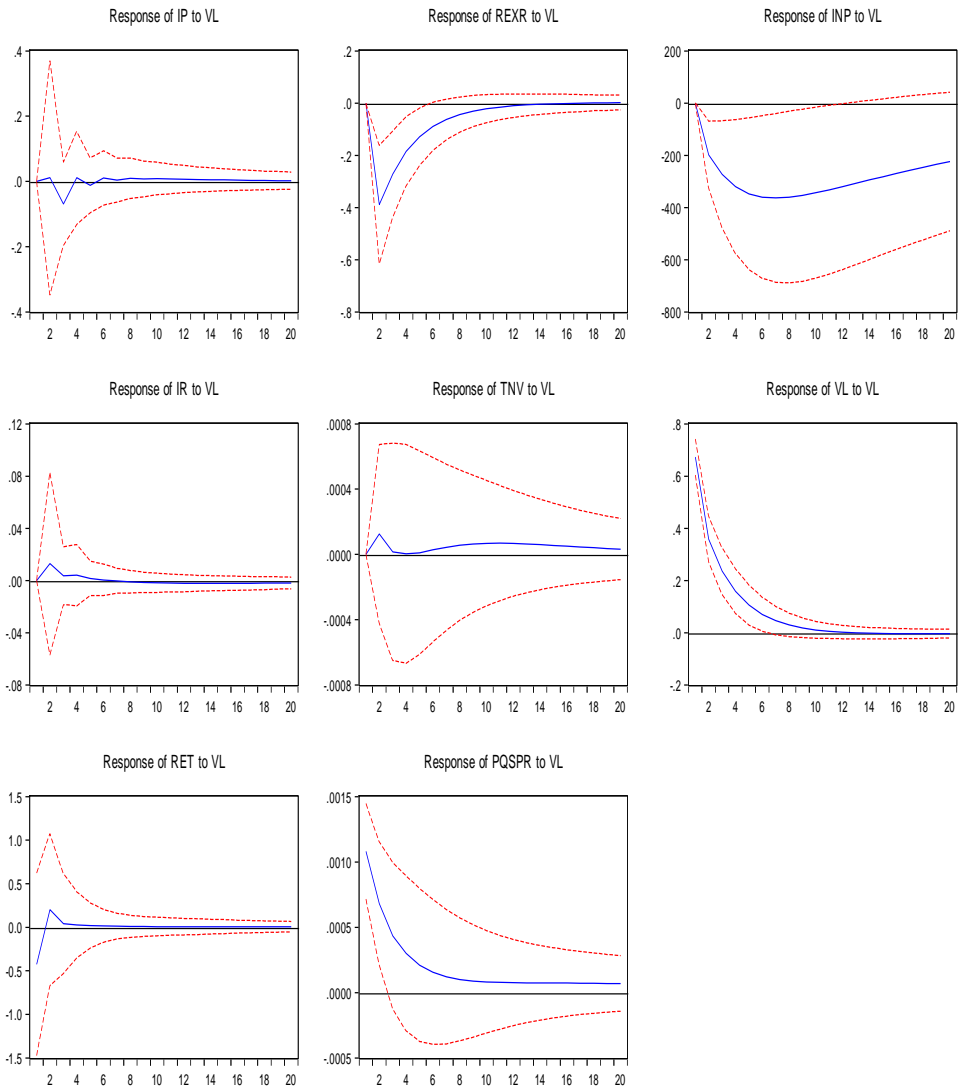 Response of IP to VL
.4
.2
.0
-.2
-.4
2 4 6 8 10 12 14 16 18 20
Response of REXR to VL
.2
.0
-.2
-.4
-.6
-.8
2 4 6 8 10 12 14 16 18 20
Response of INP to VL
200
0
-200
-400
-600
-800
2 4 6 8 10 12 14 16 18 20
Response of IR to VL
.12
.08
.04
.00
-.04
-.08
2 4 6 8 10 12 14 16 18 20
Response of TNV to VL
.0008
.0004
.0000
-.0004
-.0008
2 4 6 8 10 12 14 16 18 20
Response of VL to VL
.8
.6
.4
.2
.0
-.2
2 4 6 8 10 12 14 16 18 20
Response of RET to VL
1.5
1.0
0.5
0.0
-0.5
-1.0
-1.5
2 4 6 8 10 12 14 16 18 20
Response of PQSPR to VL
.0015
.0010
.0005
.0000
-.0005
2 4 6 8 10 12 14 16 18 20